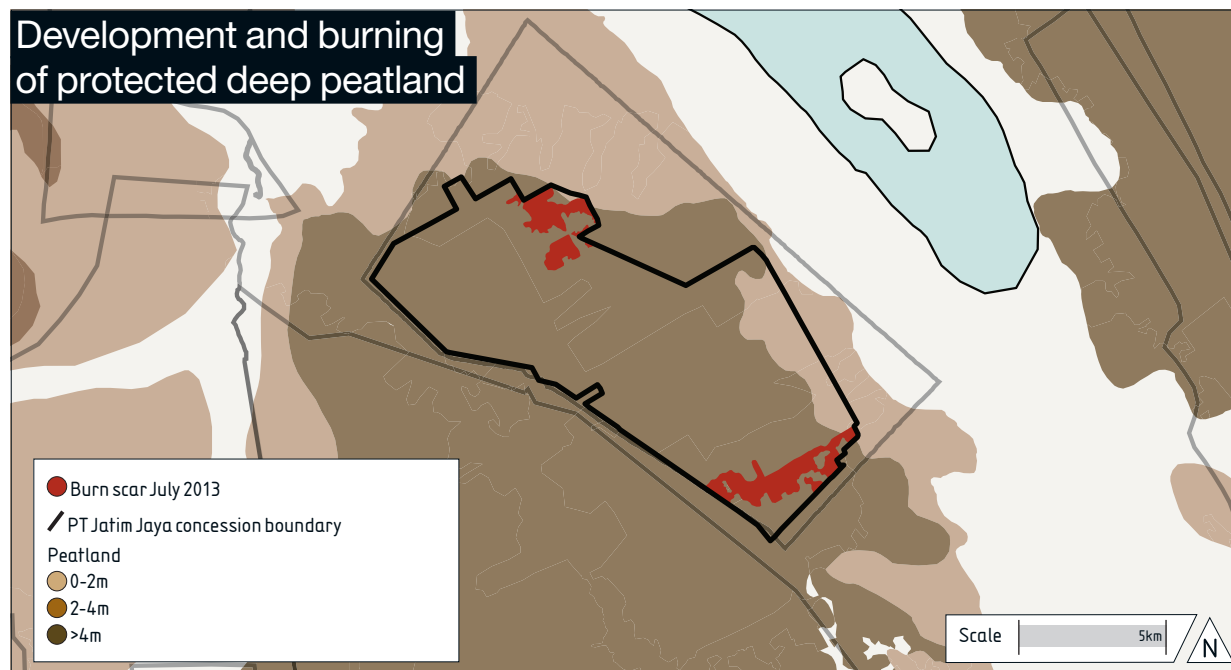 Development and burning
of protected deep peatland
Burn scar July 2013
PT Jatim Jaya concession boundary
Peatland
0-2m
2-4m
>4m
Scale
5km
N